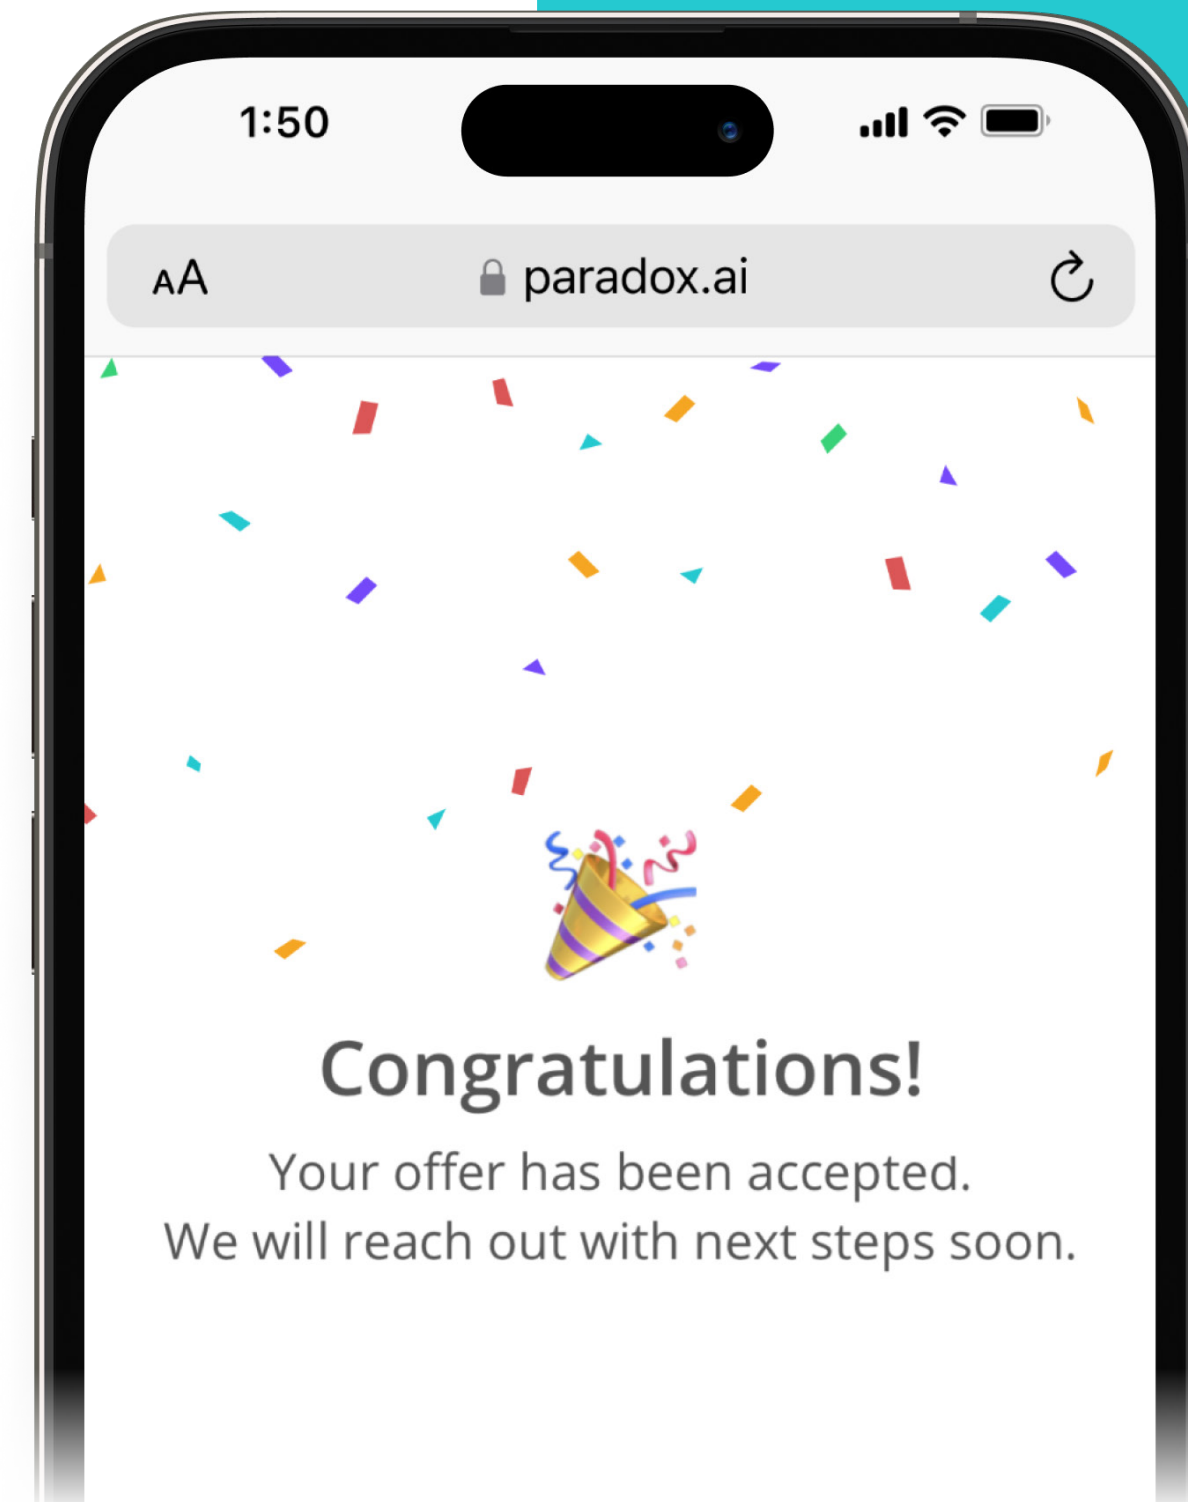 1:50
AA paradox.ai
Congratulations!
Your offer has been accepted.
We will reach out with next steps soon.